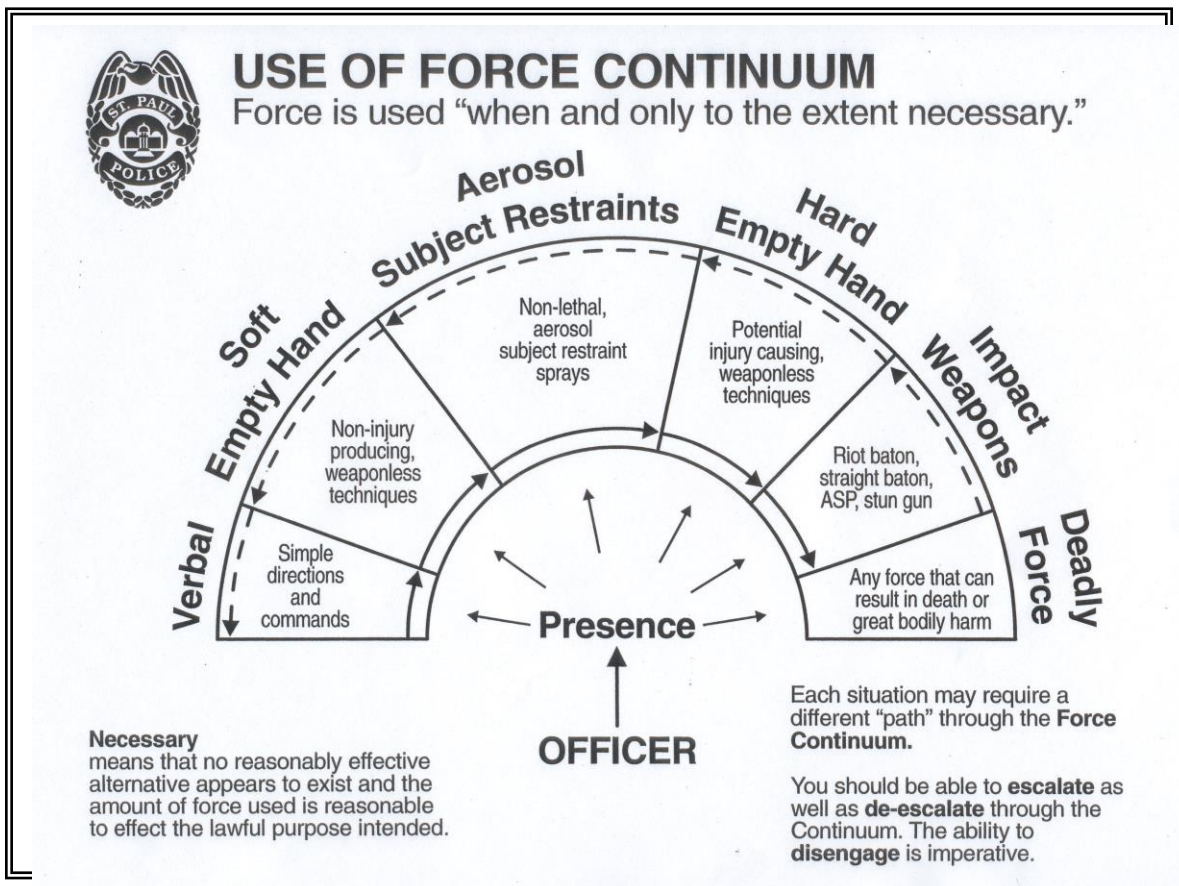 USE OF FORCE CONTINUUM
Force is used “when and only to the extent necessary.”
ST. PAUL
POLICE
Verbal
Simple
directions
and
commands
Soft
Empty Hand
Non-injury
producing,
weaponless
techniques
Aerosol
Subject Restraints
Non-lethal,
aerosol
subject restraint
sprays
Hard
Empty Hand
Potential
injury causing,
weaponless
techniques
Impact
Weapons
Riot baton,
straight baton,
ASP, stun gun
Deadly
Force
Any force that can
result in death or
great bodily harm
Presence
OFFICER
Necessary
means that no reasonably effective
alternative appears to exist and the
amount of force used is reasonable
to effect the lawful purpose intended.
Each situation may require a
different “path” through the Force
Continuum.
You should be able to escalate as
well as de-escalate through the
Continuum. The ability to
disengage is imperative.